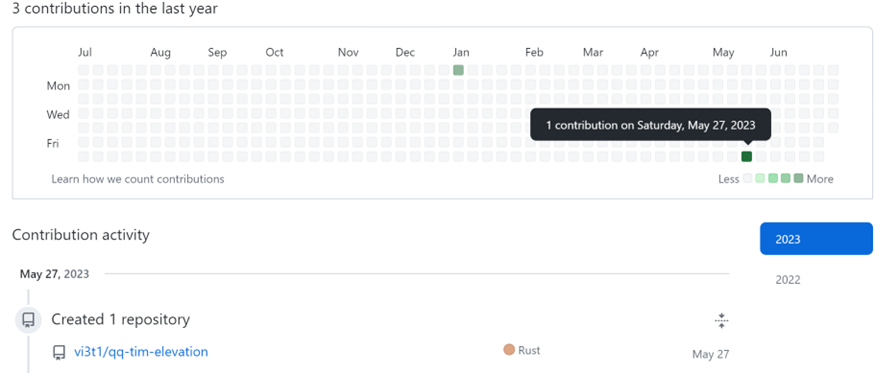 3 contributions in the last year
Jul Aug Sep Oct Nov Dec Jan Feb Mar Apr May Jun
Mon
Wed
1 contribution on Saturday, May 27, 2023
Fri
Learn how we count contributions Less More
Contribution activity 2023
May 27, 2023
2022
Created 1 repository
vi3t1/qq-tim-elevation Rust May 27